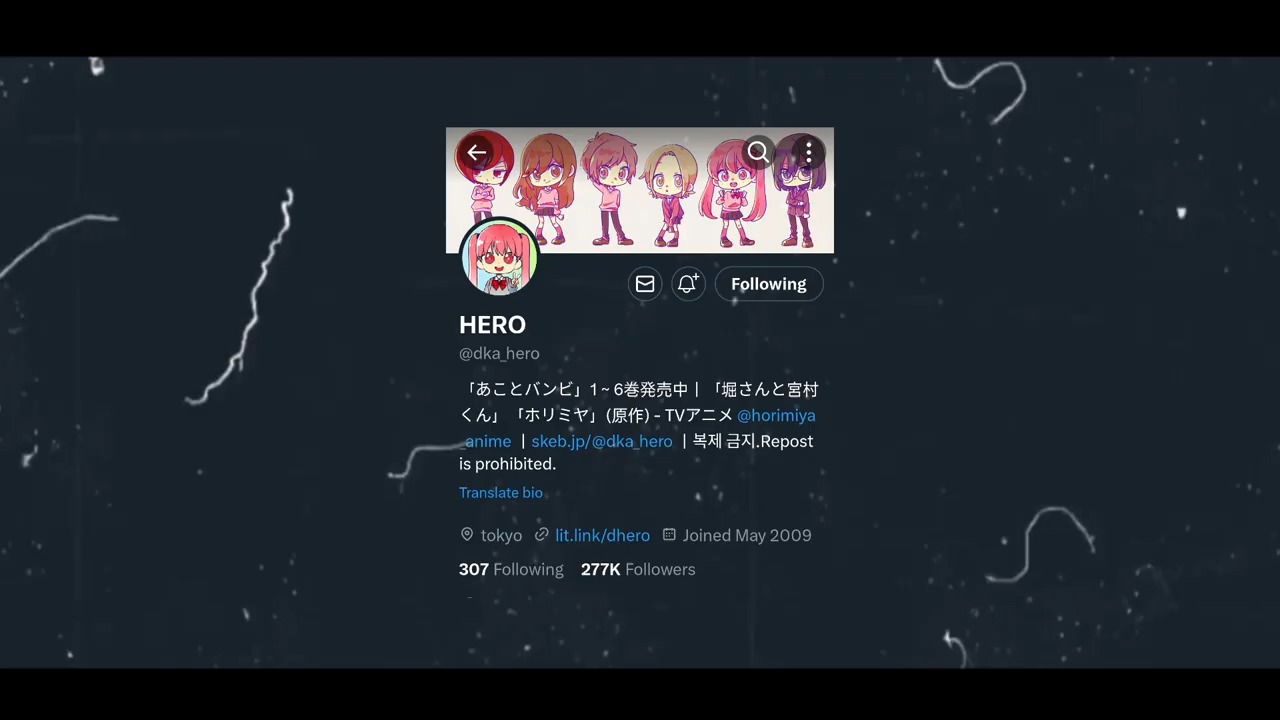 Following
HERO
@dka_hero
「あことバンビ」1~6巻発売中 | 「堀さんと宮村
くん」「ホリミヤ」(原作) - TVアニメ @horimiya
_anime | skeb.jp/@dka_hero | 복제 금지.Repost
is prohibited.
Translate bio
tokyo lit.link/dhero Joined May 2009
307 Following 277K Followers